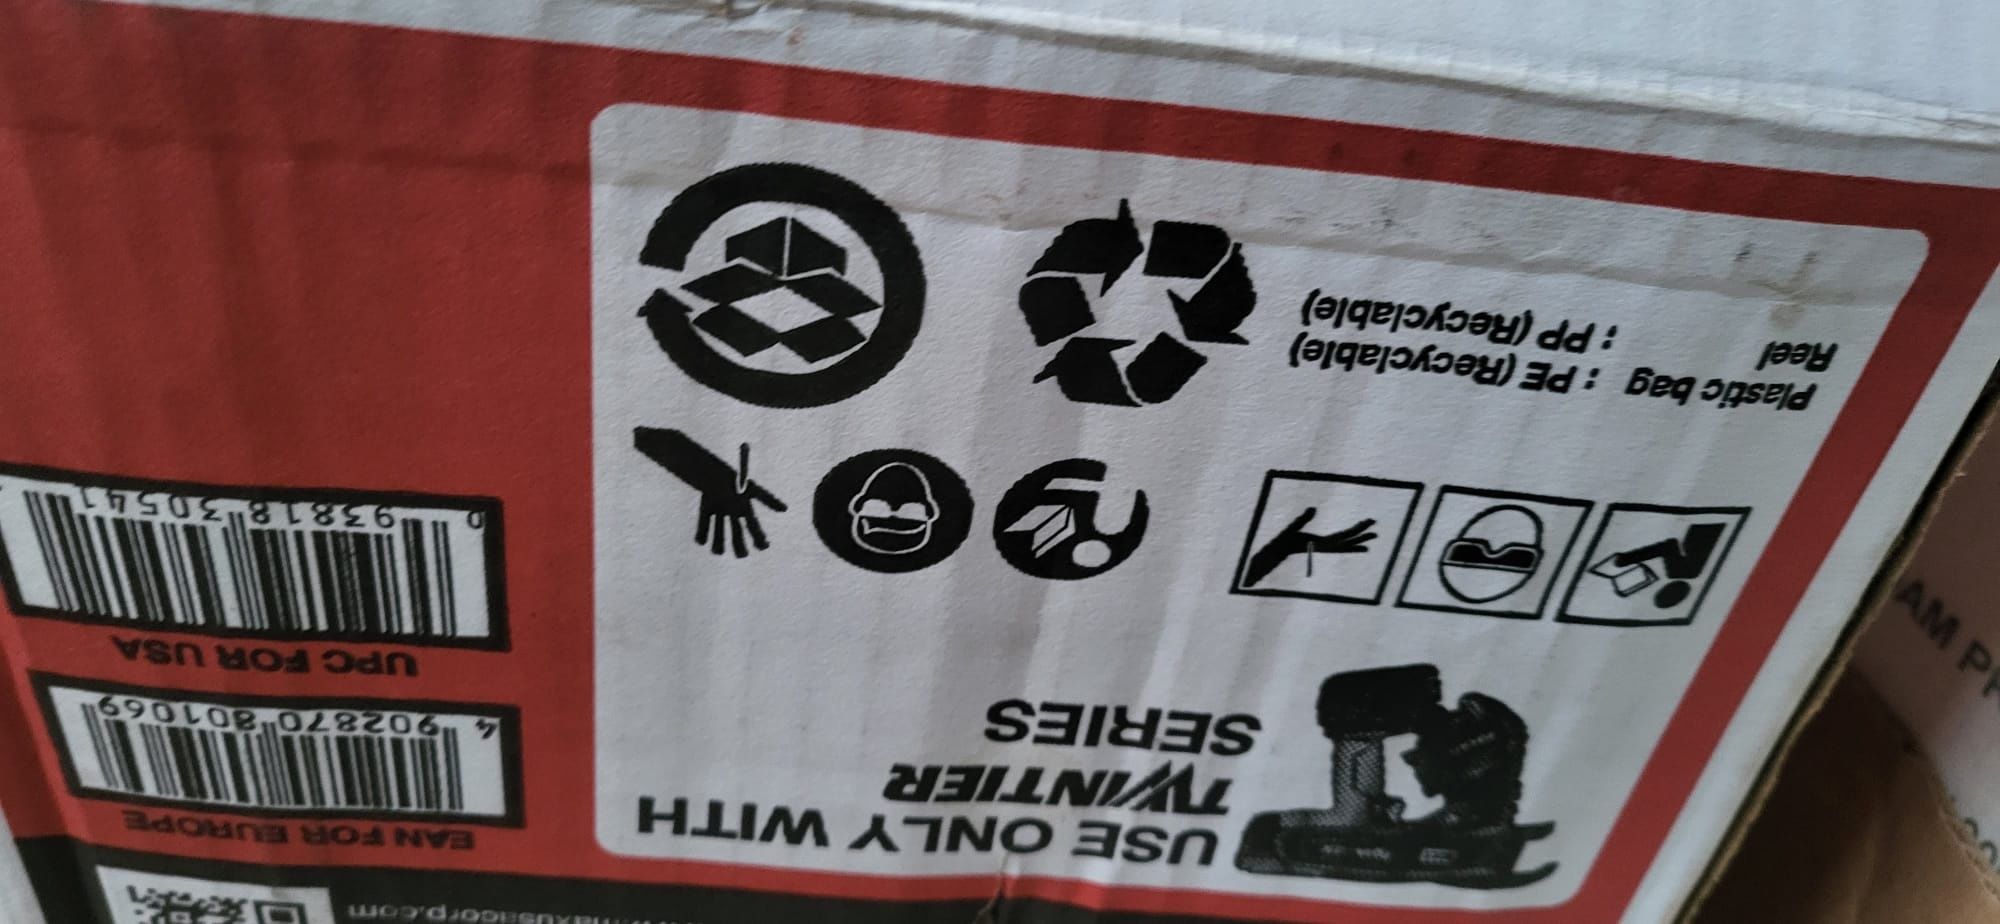 maxusacorp.com
USE ONLY WITH
TWINTIER
SERIES
Plastic bag : PE (Recyclable)
Reel : PP (Recyclable)
EAN FOR EUROPE
4 902870 801069
UPC FOR USA
0 93818 30541